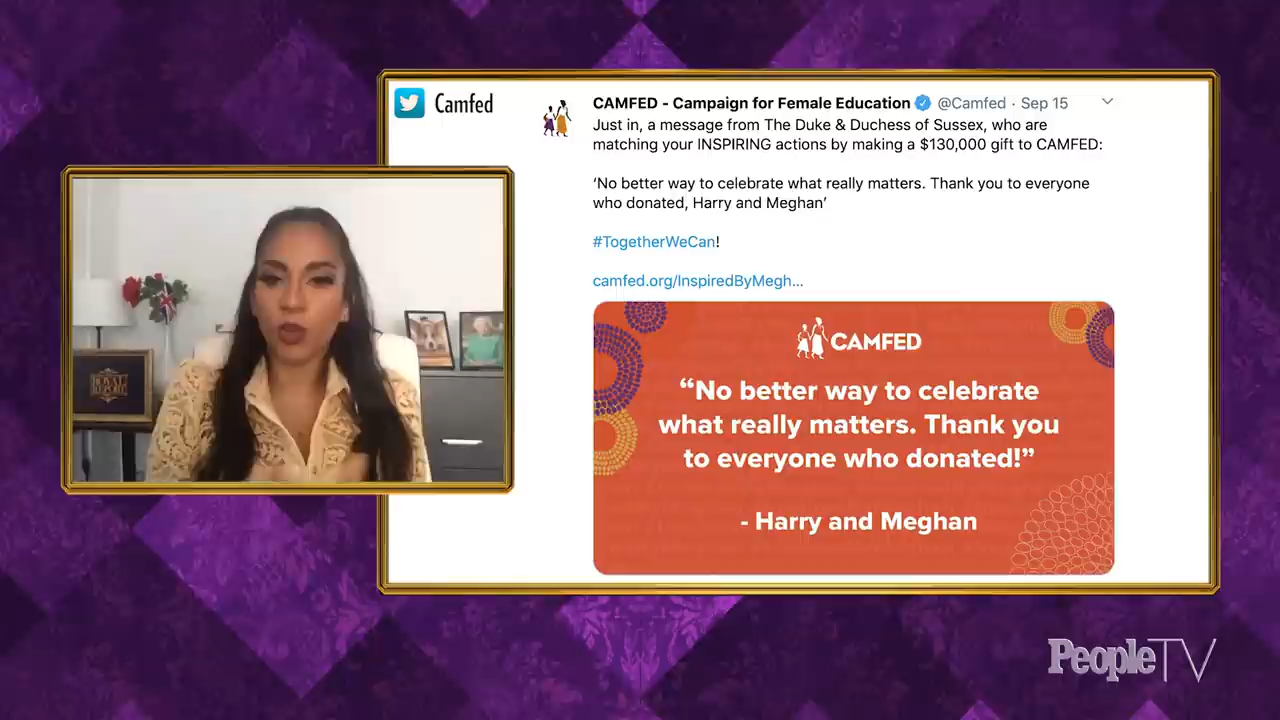 Camfed
CAMFED - Campaign for Female Education @Camfed · Sep 15
Just in, a message from The Duke & Duchess of Sussex, who are
matching your INSPIRING actions by making a $130,000 gift to CAMFED:
‘No better way to celebrate what really matters. Thank you to everyone
who donated, Harry and Meghan’
#TogetherWeCan!
camfed.org/InspiredByMegh...
CAMFED
“No better way to celebrate
what really matters. Thank you
to everyone who donated!”
- Harry and Meghan
PeopleTV